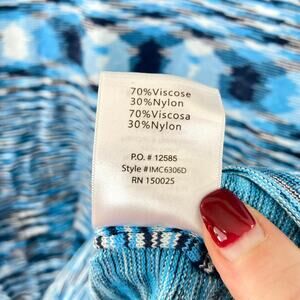 70%Viscose
30%Nylon
70%Viscosa
30%Nylon
P.O. # 12585
Style #IMC6306D
RN 150025